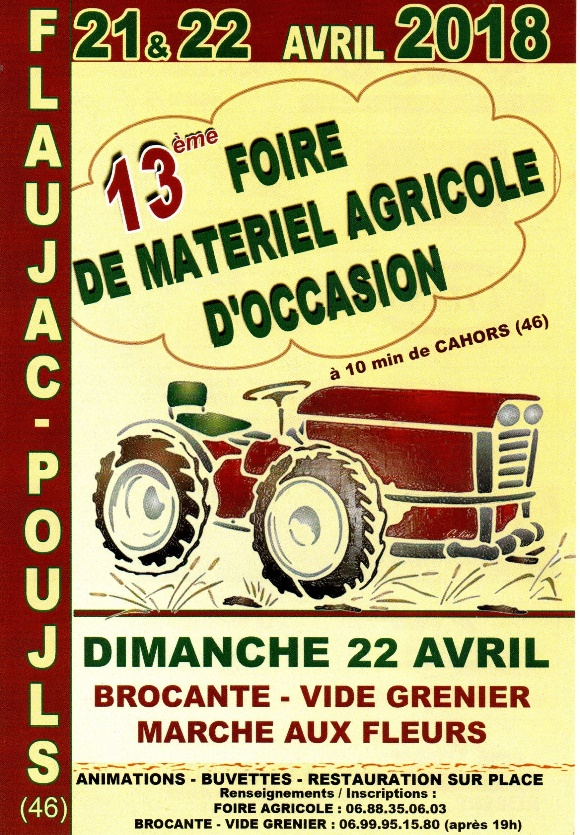 21 & 22 AVRIL 2018
FLAUJAC-POUJLS
(46)
13ème FOIRE
DE MATERIEL AGRICOLE
D'OCCASION
à 10 min de CAHORS (46)
DIMANCHE 22 AVRIL
BROCANTE - VIDE GRENIER
MARCHE AUX FLEURS
ANIMATIONS - BUVETTES - RESTAURATION SUR PLACE
Renseignements / Inscriptions :
FOIRE AGRICOLE : 06.88.35.06.03
BROCANTE - VIDE GRENIER : 06.99.95.15.80 (après 19h)